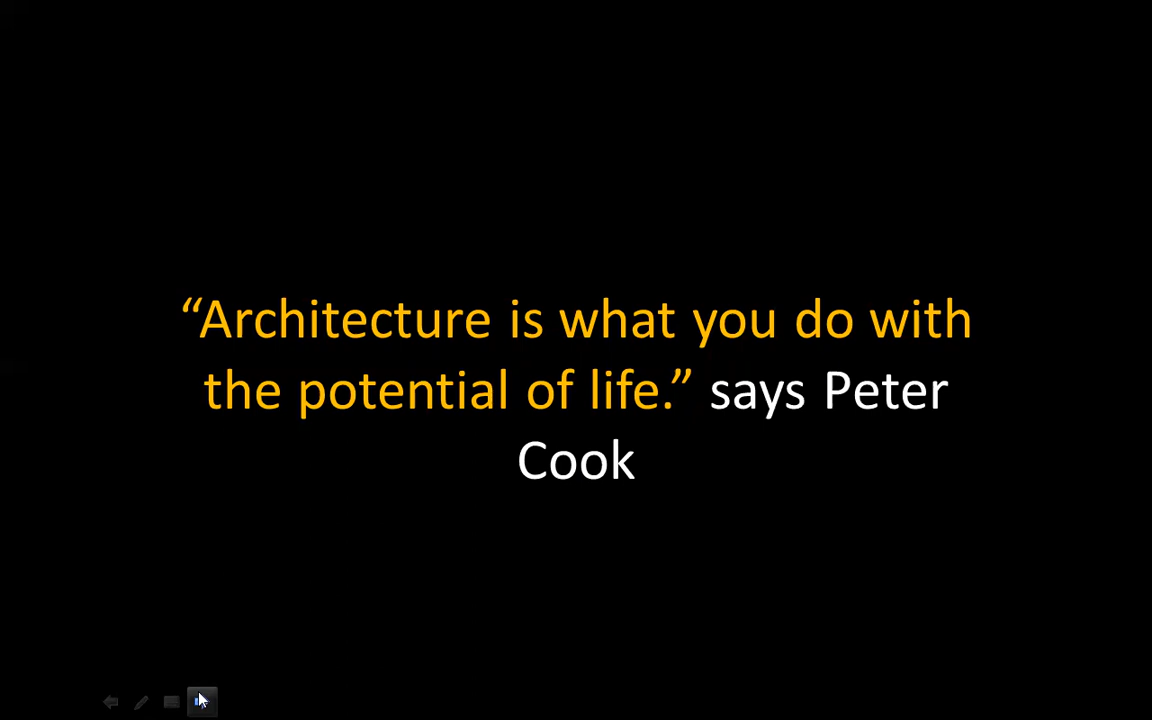 “Architecture is what you do with
the potential of life.” says Peter
Cook